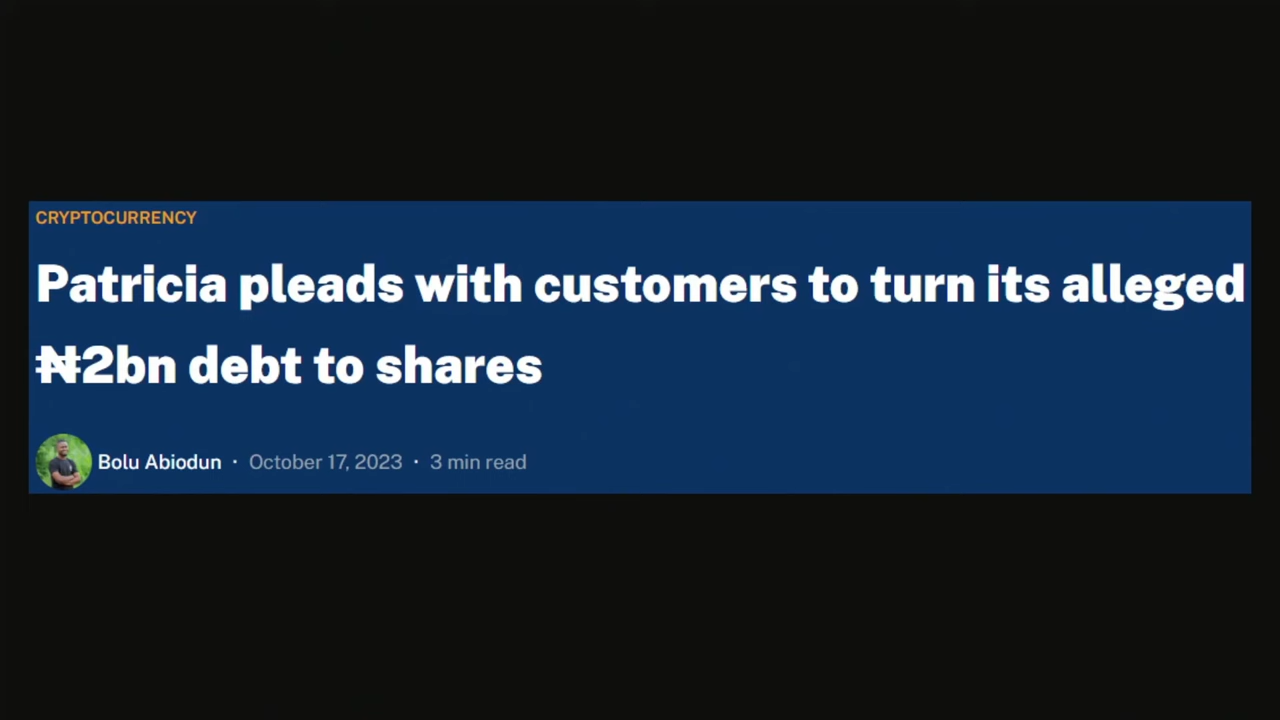 CRYPTOCURRENCY
Patricia pleads with customers to turn its alleged
₦2bn debt to shares
Bolu Abiodun · October 17, 2023 · 3 min read